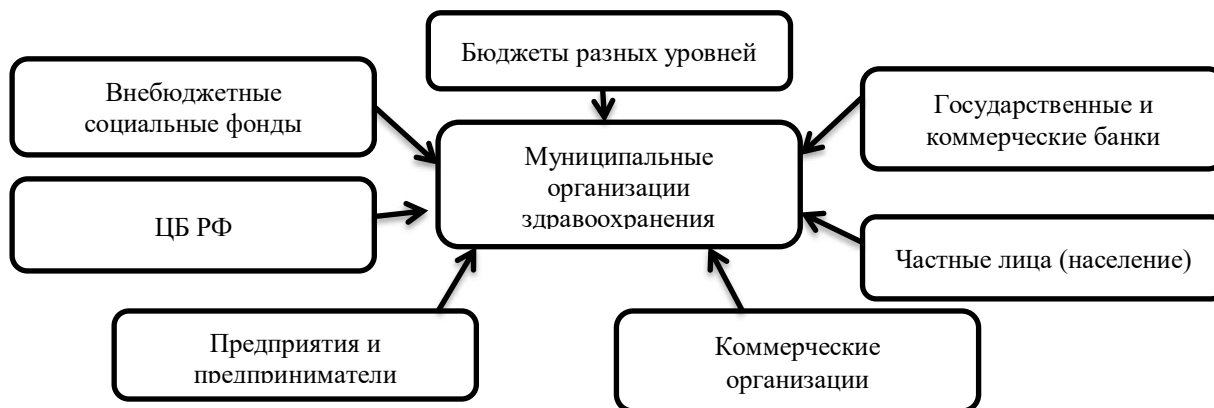 Бюджеты разных уровней
Внебюджетные
социальные фонды
Государственные и
коммерческие банки
Муниципальные
организации
здравоохранения
ЦБ РФ
Частные лица (население)
Предприятия и
предприниматели
Коммерческие
организации